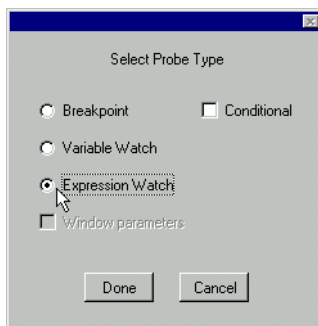 Select Probe Type
Breakpoint Conditional
Variable Watch
Expression Watch
Window parameters
Done Cancel